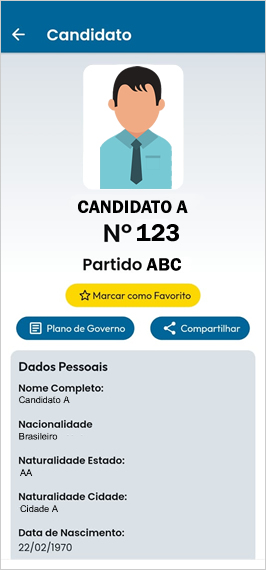 Candidato
CANDIDATO A
Nº 123
Partido ABC
Marcar como Favorito
Plano de Governo
Compartilhar
Dados Pessoais
Nome Completo:
Candidato A
Nacionalidade
Brasileiro
Naturalidade Estado:
AA
Naturalidade Cidade:
Cidade A
Data de Nascimento:
22/02/1970